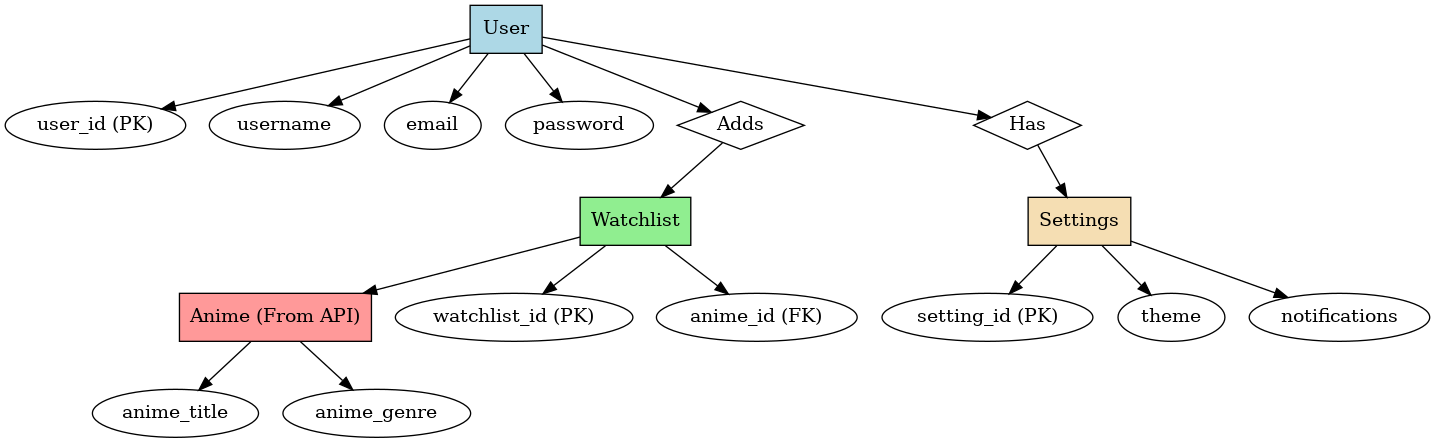 User
user_id (PK)
username
email
password
Adds
Has
Watchlist
Settings
Anime (From API)
watchlist_id (PK)
anime_id (FK)
setting_id (PK)
theme
notifications
anime_title
anime_genre